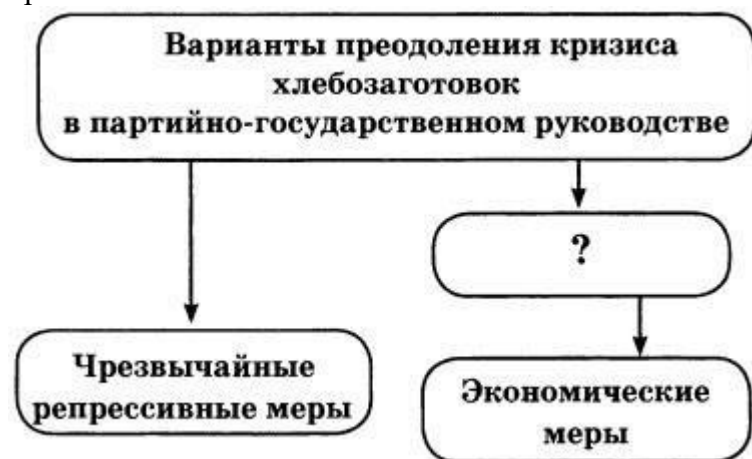 Варианты преодоления кризиса
хлебозаготовок
в партийно-государственном руководстве
?
Чрезвычайные
репрессивные меры
Экономические
меры